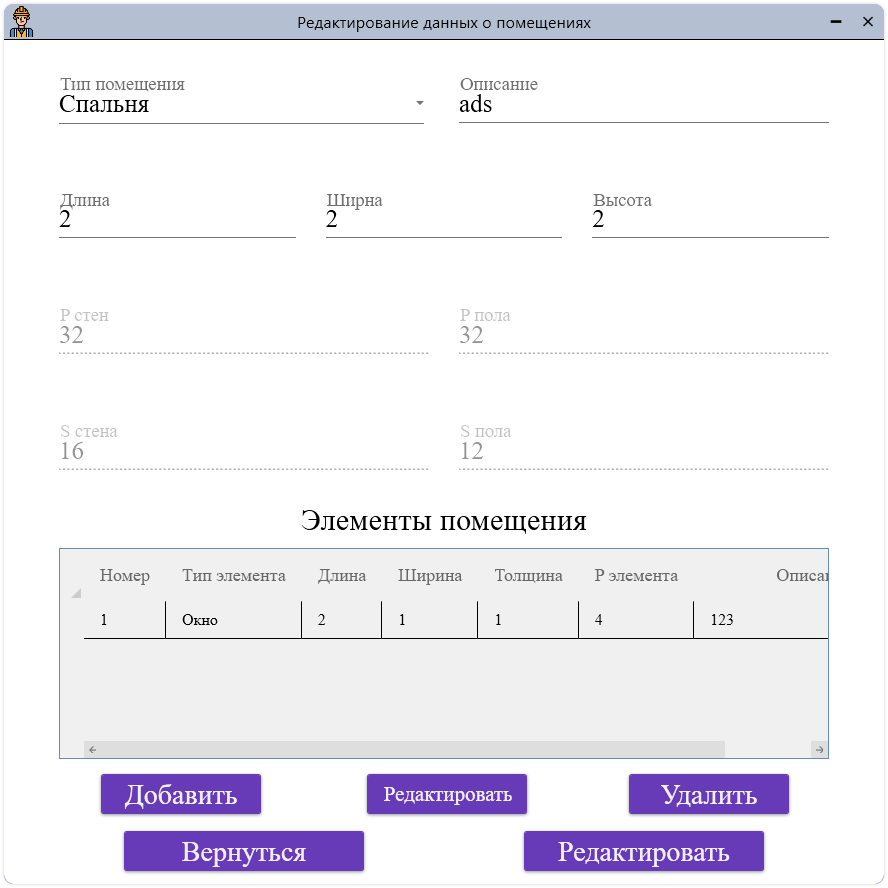 Редактирование данных о помещениях
Тип помещения Описание
Спальня ads
Длина Ширна Высота
2 2 2
P стен P пола
32 32
S стена S пола
16 12
Элементы помещения
Номер Тип элемента Длина Ширина Толщина P элемента Описан
1 Окно 2 1 1 4 123
Добавить Редактировать Удалить
Вернуться Редактировать